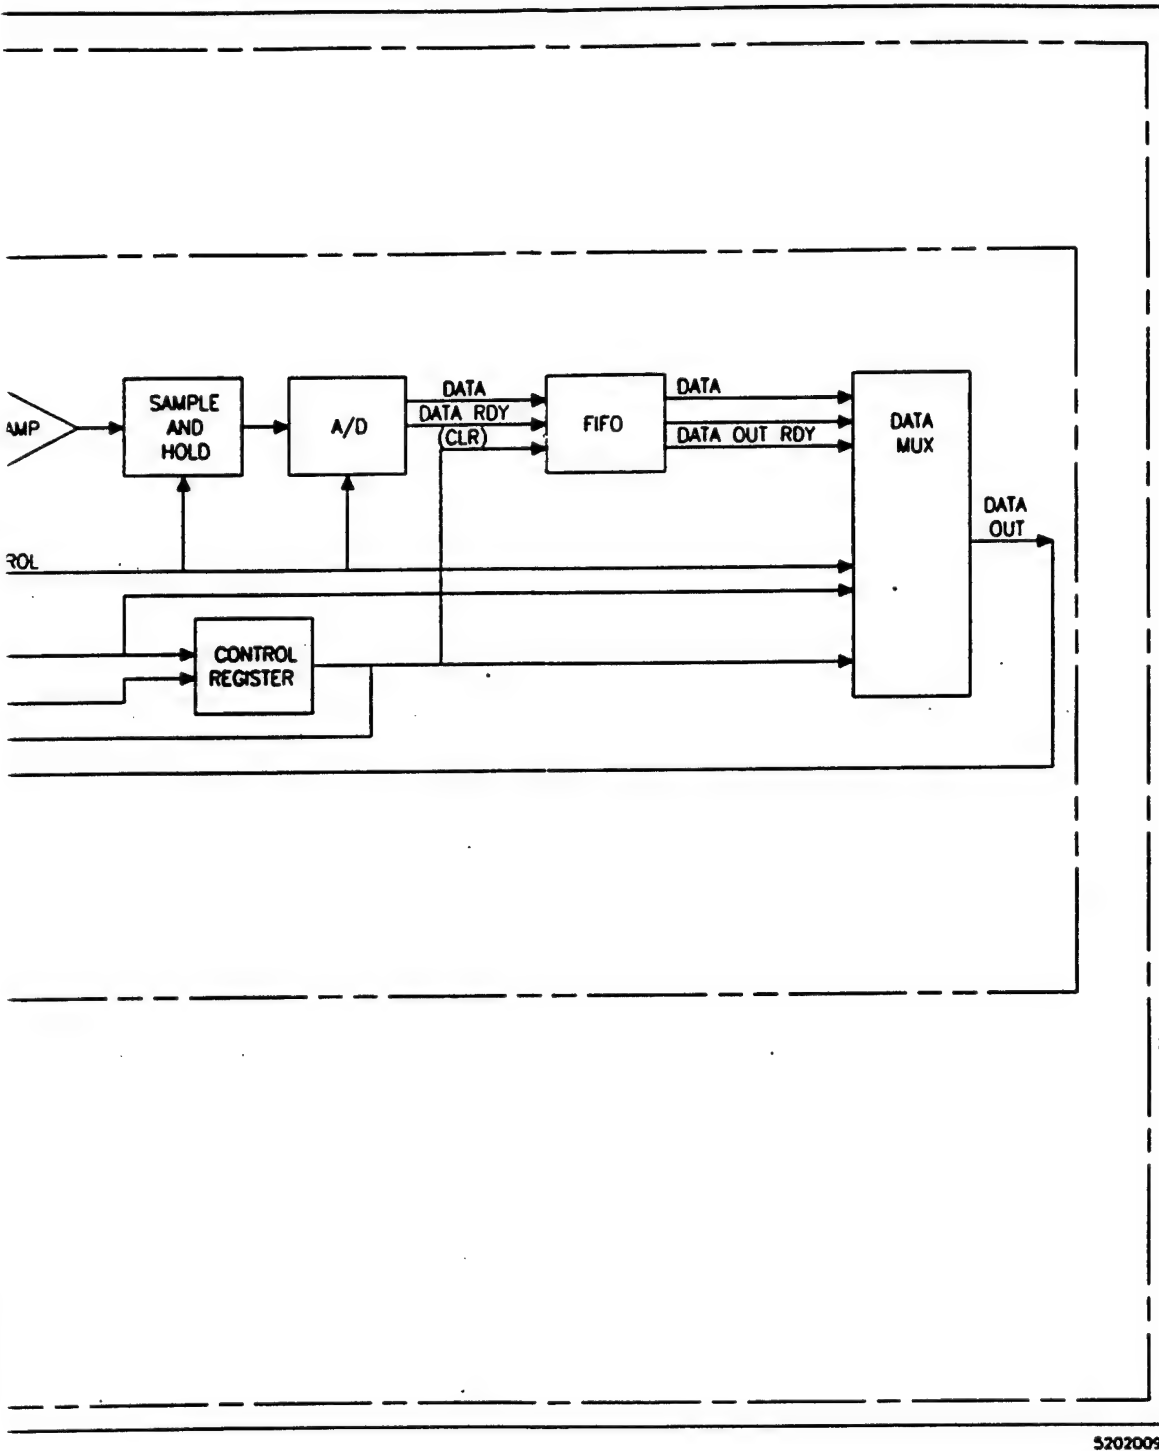 AMP
SAMPLE
AND
HOLD
A/D
DATA
DATA RDY
(CLR)
FIFO
DATA
DATA OUT RDY
DATA
MUX
DATA
OUT
ROL
CONTROL
REGISTER
5202009